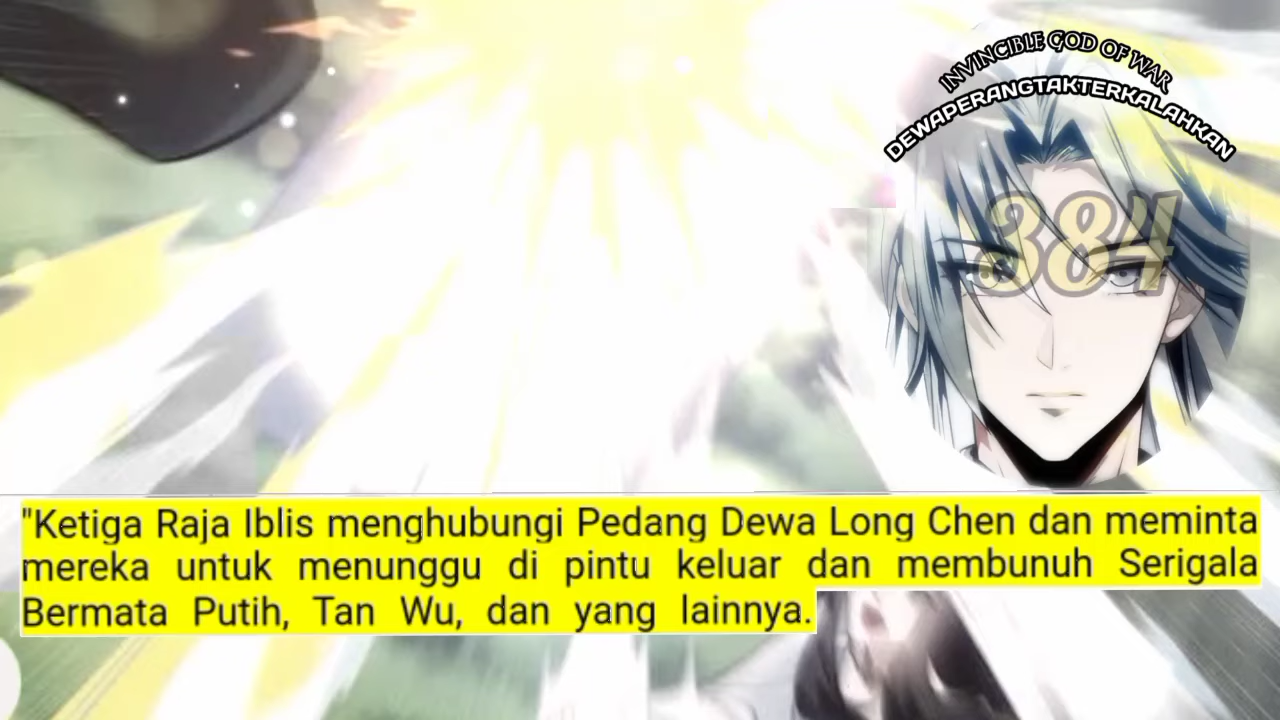 INVINCIBLE GOD OF WAR
DEWAPERANGTAKTERKALAHKAN
384
"Ketiga Raja Iblis menghubungi Pedang Dewa Long Chen dan meminta
mereka untuk menunggu di pintu keluar dan membunuh Serigala
Bermata Putih, Tan Wu, dan yang lainnya.